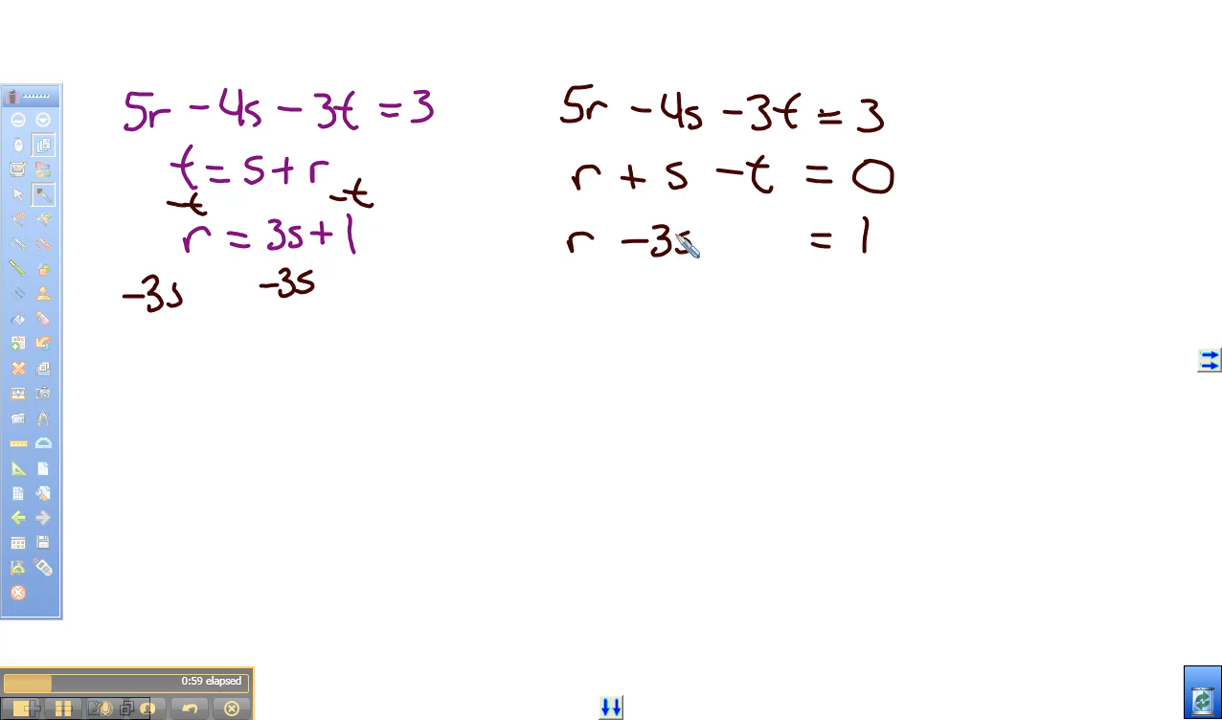 5r - 4s - 3t = 3
t = s + r
-t -t
r = 3s + 1
-3s -3s
5r - 4s - 3t = 3
r + s - t = 0
r - 3s = 1
0:59 elapsed